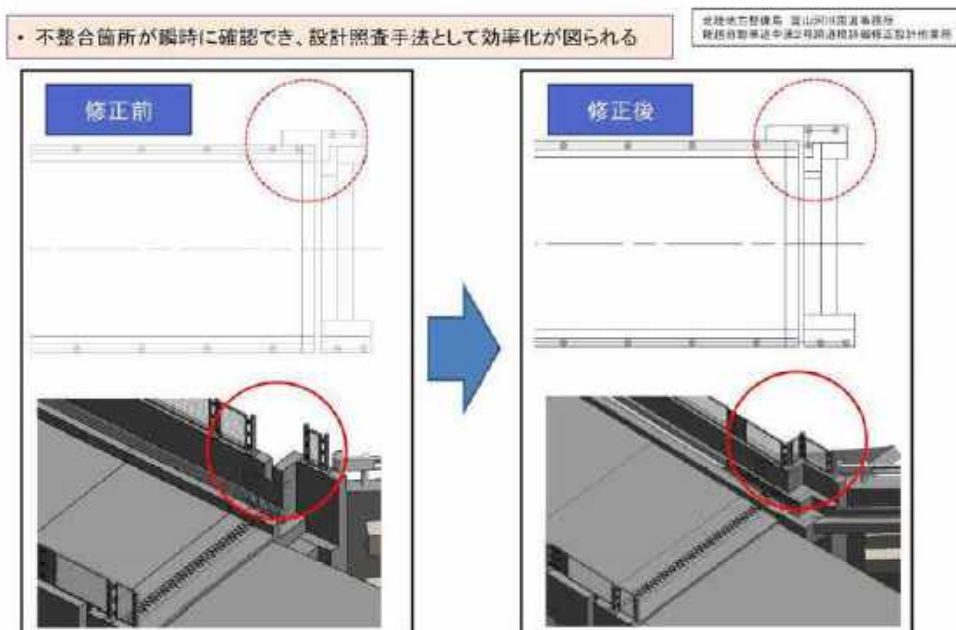 ・ 不整合箇所が瞬時に確認でき、設計照査手法として効率化が図られる
北陸地方整備局 富山河川国道事務所
修正前
修正後